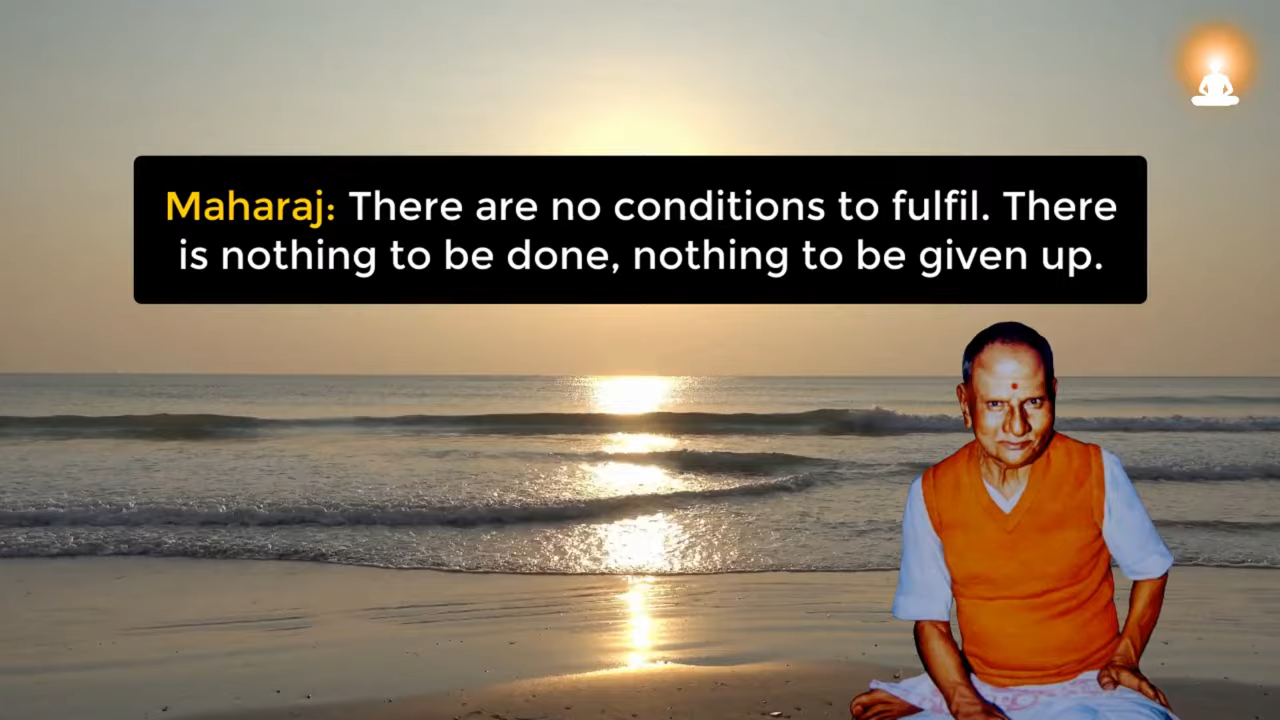 Maharaj: There are no conditions to fulfil. There
is nothing to be done, nothing to be given up.